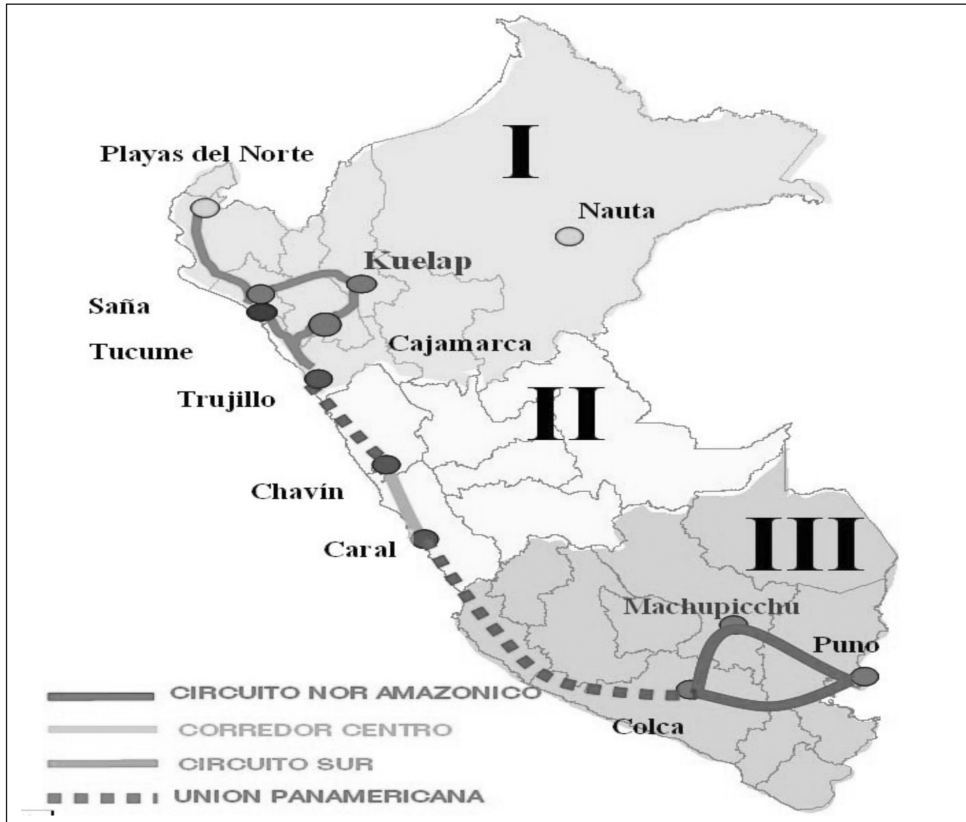 I
Playas del Norte
Nauta
Kuelap
Saña
Cajamarca
Tucume
Trujillo
II
Chavín
Caral
III
Machupicchu
Puno
Colca
CIRCUITO NOR AMAZONICO
CORREDOR CENTRO
CIRCUITO SUR
UNION PANAMERICANA